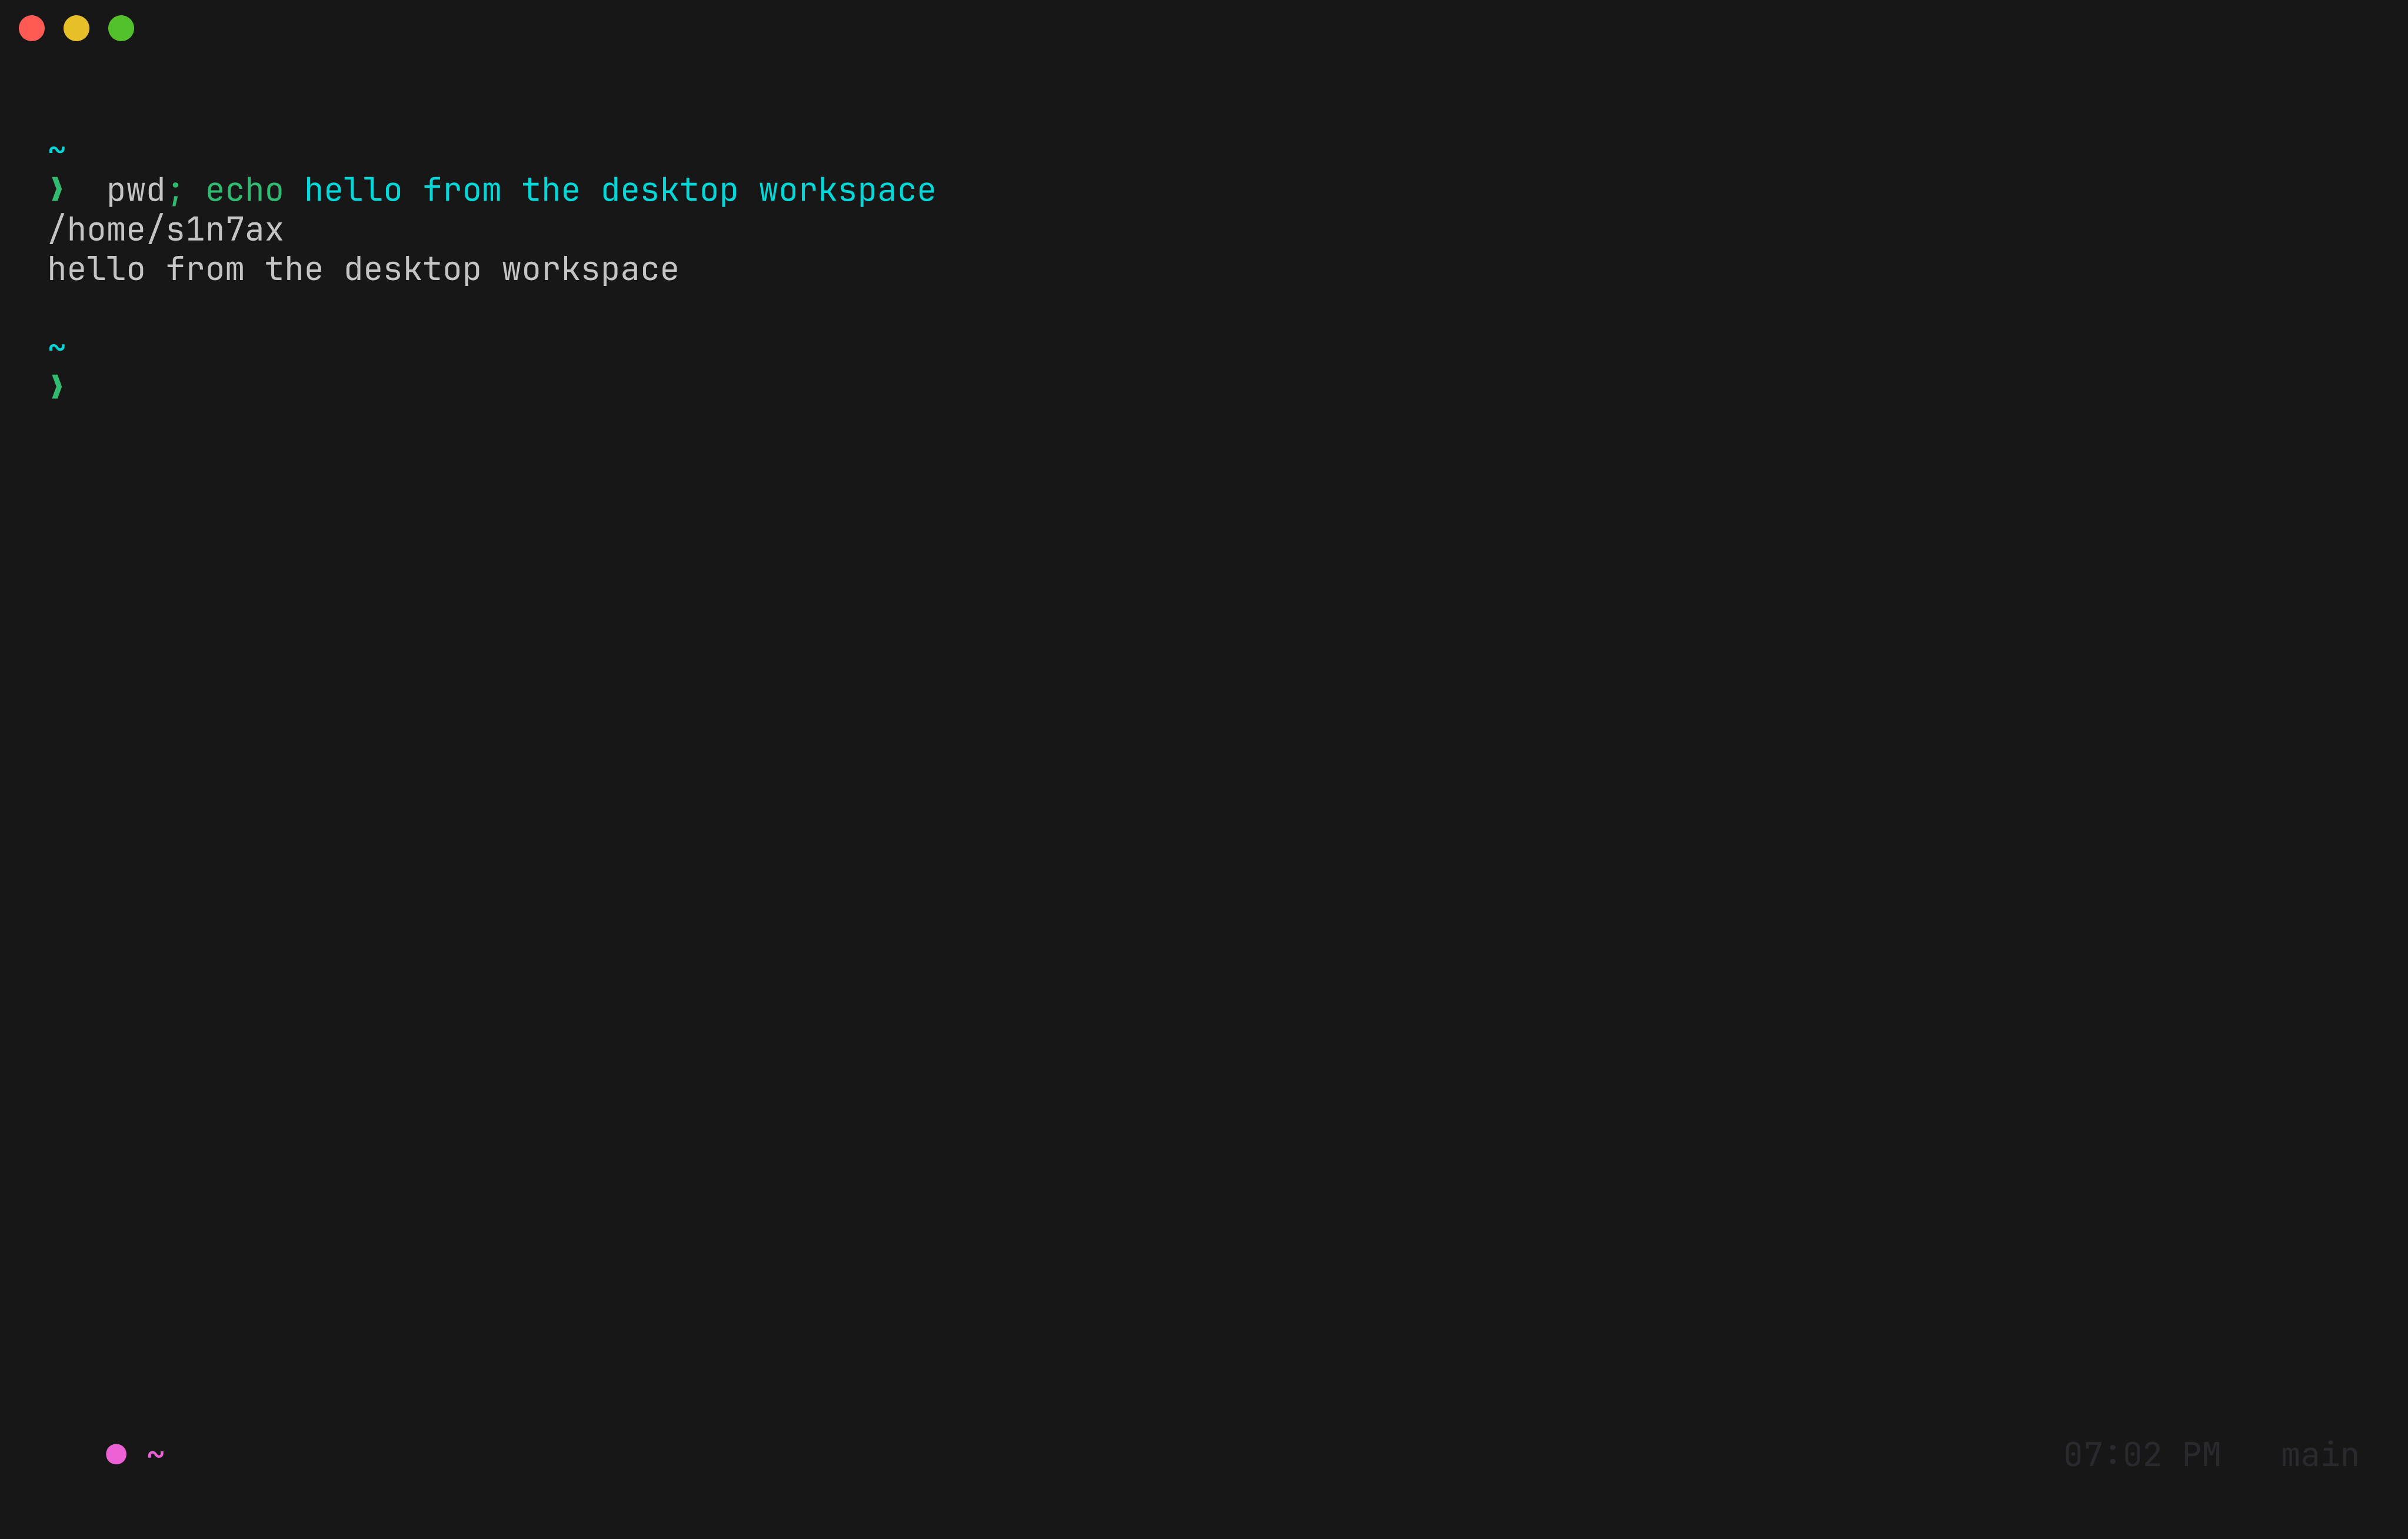 ~
❯  pwd; echo hello from the desktop workspace
/home/s1n7ax
hello from the desktop workspace
~
❯
● ~
07:02 PM   main